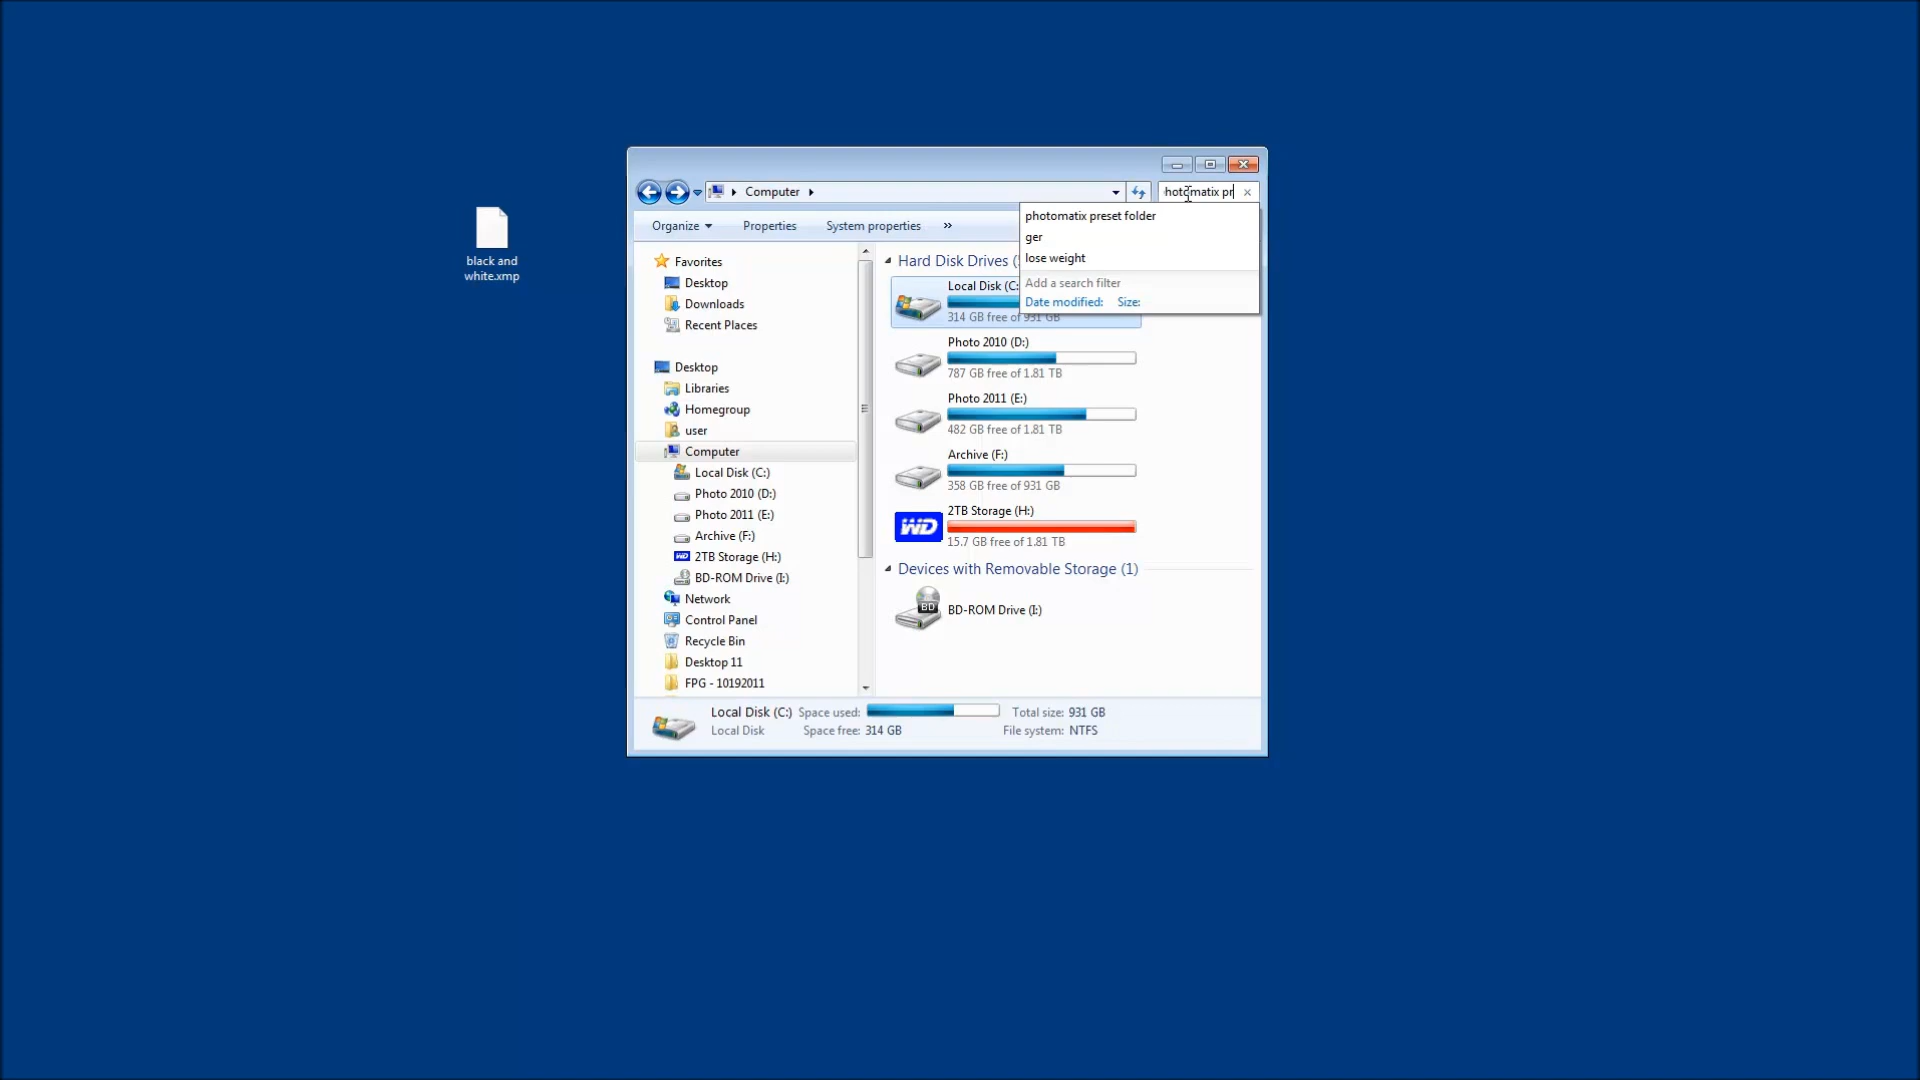 black and
white.xmp
Computer
hotomatix pr
Organize
Properties
System properties
»
photomatix preset folder
ger
lose weight
Add a search filter
Date modified:
Size:
Favorites
Desktop
Downloads
Recent Places
Desktop
Libraries
Homegroup
user
Computer
Local Disk (C:)
Photo 2010 (D:)
Photo 2011 (E:)
Archive (F:)
2TB Storage (H:)
BD-ROM Drive (I:)
Network
Control Panel
Recycle Bin
Desktop 11
FPG - 10192011
Hard Disk Drives (
Local Disk (C:
314 GB free of 931 GB
Photo 2010 (D:)
787 GB free of 1.81 TB
Photo 2011 (E:)
482 GB free of 1.81 TB
Archive (F:)
358 GB free of 931 GB
WD
2TB Storage (H:)
15.7 GB free of 1.81 TB
Devices with Removable Storage (1)
BD
BD-ROM Drive (I:)
Local Disk (C:) Space used: Total size: 931 GB
Local Disk Space free: 314 GB File system: NTFS